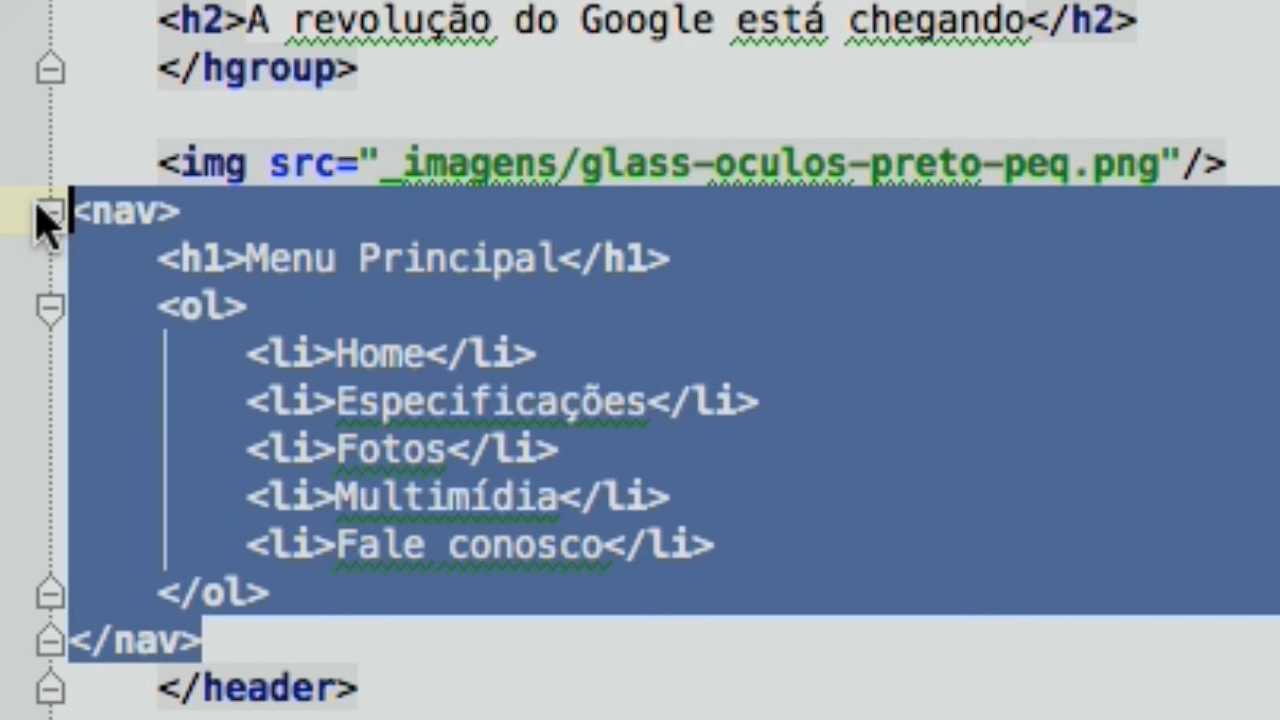 <h2>A revolução do Google está chegando</h2>
</hgroup>
<img src="_imagens/glass-oculos-preto-peq.png"/>
<nav>
<h1>Menu Principal</h1>
<ol>
<li>Home</li>
<li>Especificações</li>
<li>Fotos</li>
<li>Multimídia</li>
<li>Fale conosco</li>
</ol>
</nav>
</header>